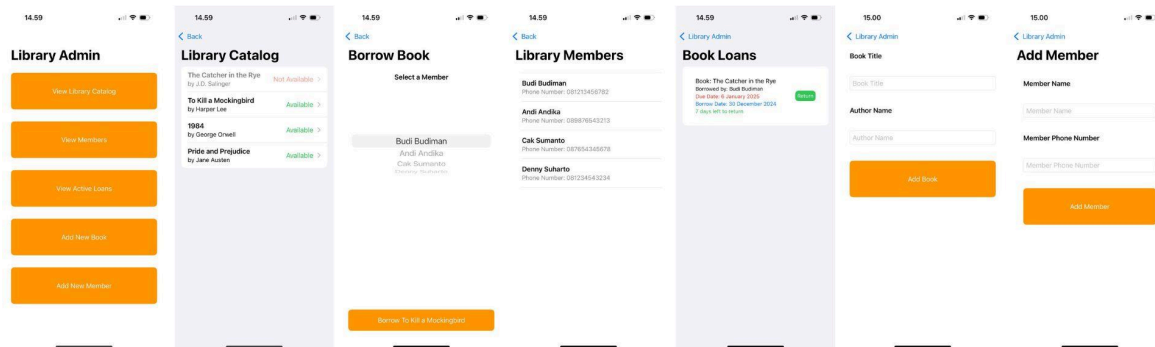 14.59
Library Admin
View Library Catalog
View Members
View Active Loans
Add New Book
Add New Member
14.59
Back
Library Catalog
The Catcher in the Rye
by J.D. Salinger
Not Available
To Kill a Mockingbird
by Harper Lee
Available
1984
by George Orwell
Available
Pride and Prejudice
by Jane Austen
Available
14.59
Back
Borrow Book
Select a Member
Budi Budiman
Andi Andika
Cak Sumanto
Denny Suharto
Borrow To Kill a Mockingbird
14.59
Back
Library Members
Budi Budiman
Phone Number: 081213456782
Andi Andika
Phone Number: 089876543213
Cak Sumanto
Phone Number: 087654345678
Denny Suharto
Phone Number: 081234543234
14.59
Library Admin
Book Loans
Book: The Catcher in the Rye
Borrowed by: Budi Budiman
Due Date: 6 January 2025
Borrow Date: 30 December 2024
7 days left to return
Return
15.00
Library Admin
Book Title
Book Title
Author Name
Author Name
Add Book
15.00
Library Admin
Add Member
Member Name
Member Name
Member Phone Number
Member Phone Number
Add Member